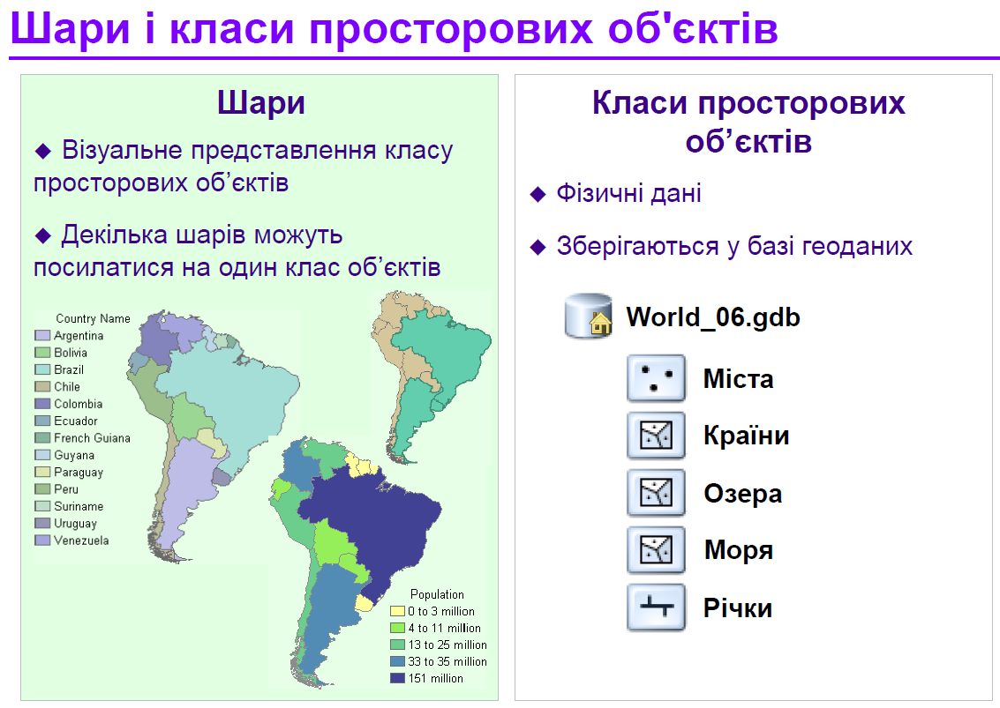 Шари і класи просторових об'єктів
Шари
◆ Візуальне представлення класу
просторових об’єктів
◆ Декілька шарів можуть
посилатися на один клас об’єктів
Country Name
Argentina
Bolivia
Brazil
Chile
Colombia
Ecuador
French Guiana
Guyana
Paraguay
Peru
Suriname
Uruguay
Venezuela
Population
0 to 3 million
4 to 11 million
13 to 25 million
33 to 35 million
151 million
Класи просторових
об’єктів
◆ Фізичні дані
◆ Зберігаються у базі геоданих
World_06.gdb
Міста
Країни
Озера
Моря
Річки